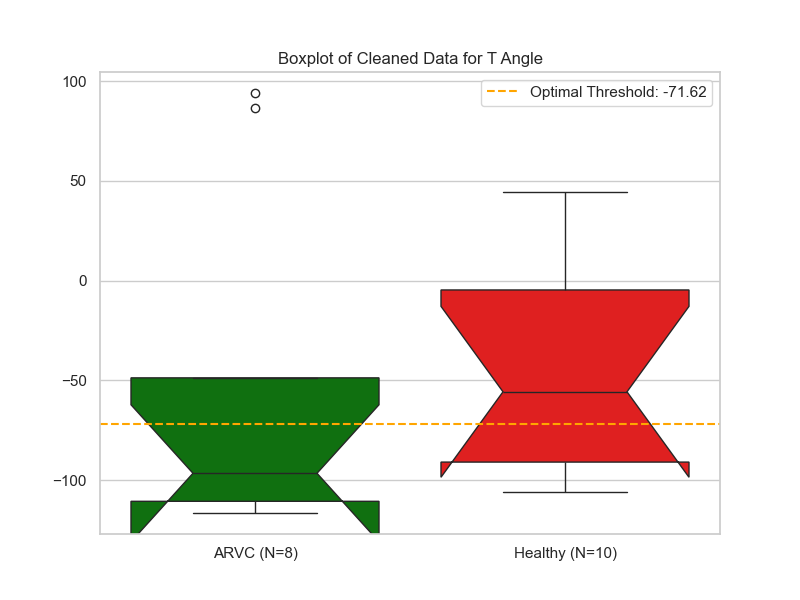 Boxplot of Cleaned Data for T Angle
Optimal Threshold: -71.62
100
50
0
−50
−100
ARVC (N=8)
Healthy (N=10)